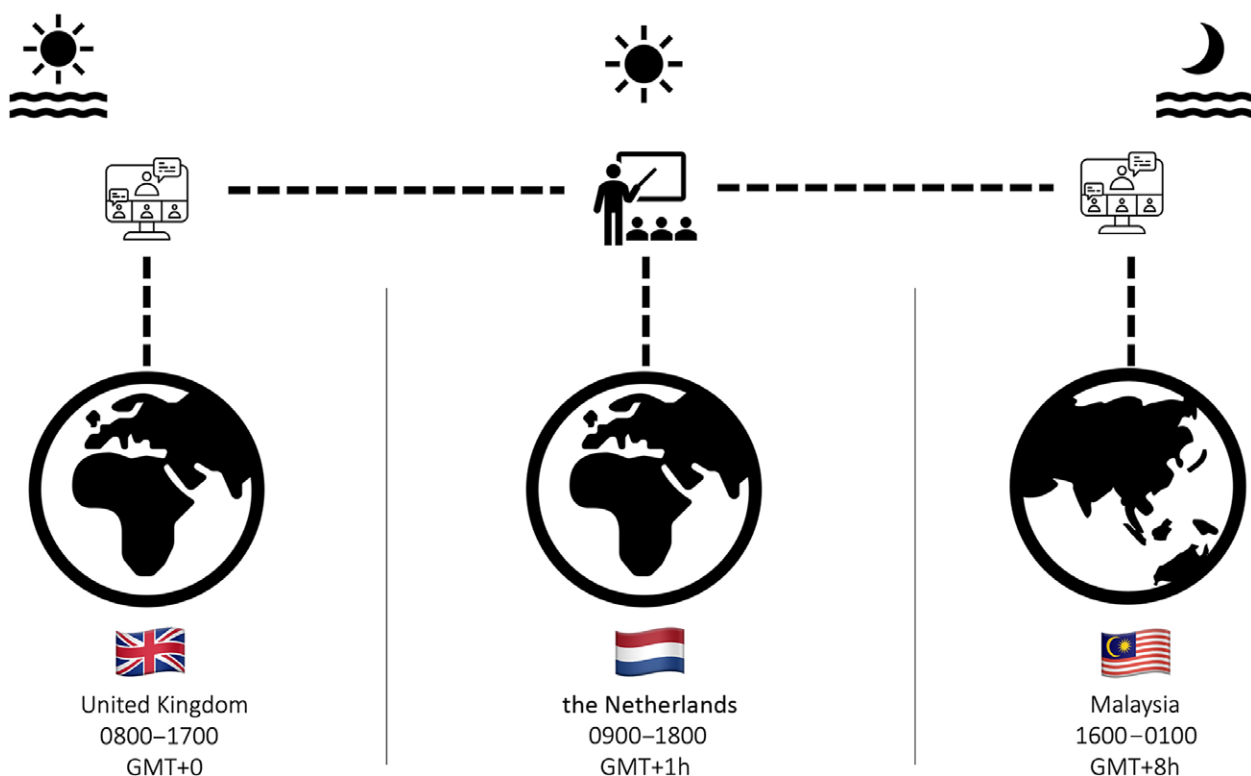 United Kingdom
0800–1700
GMT+0
the Netherlands
0900–1800
GMT+1h
Malaysia
1600–0100
GMT+8h